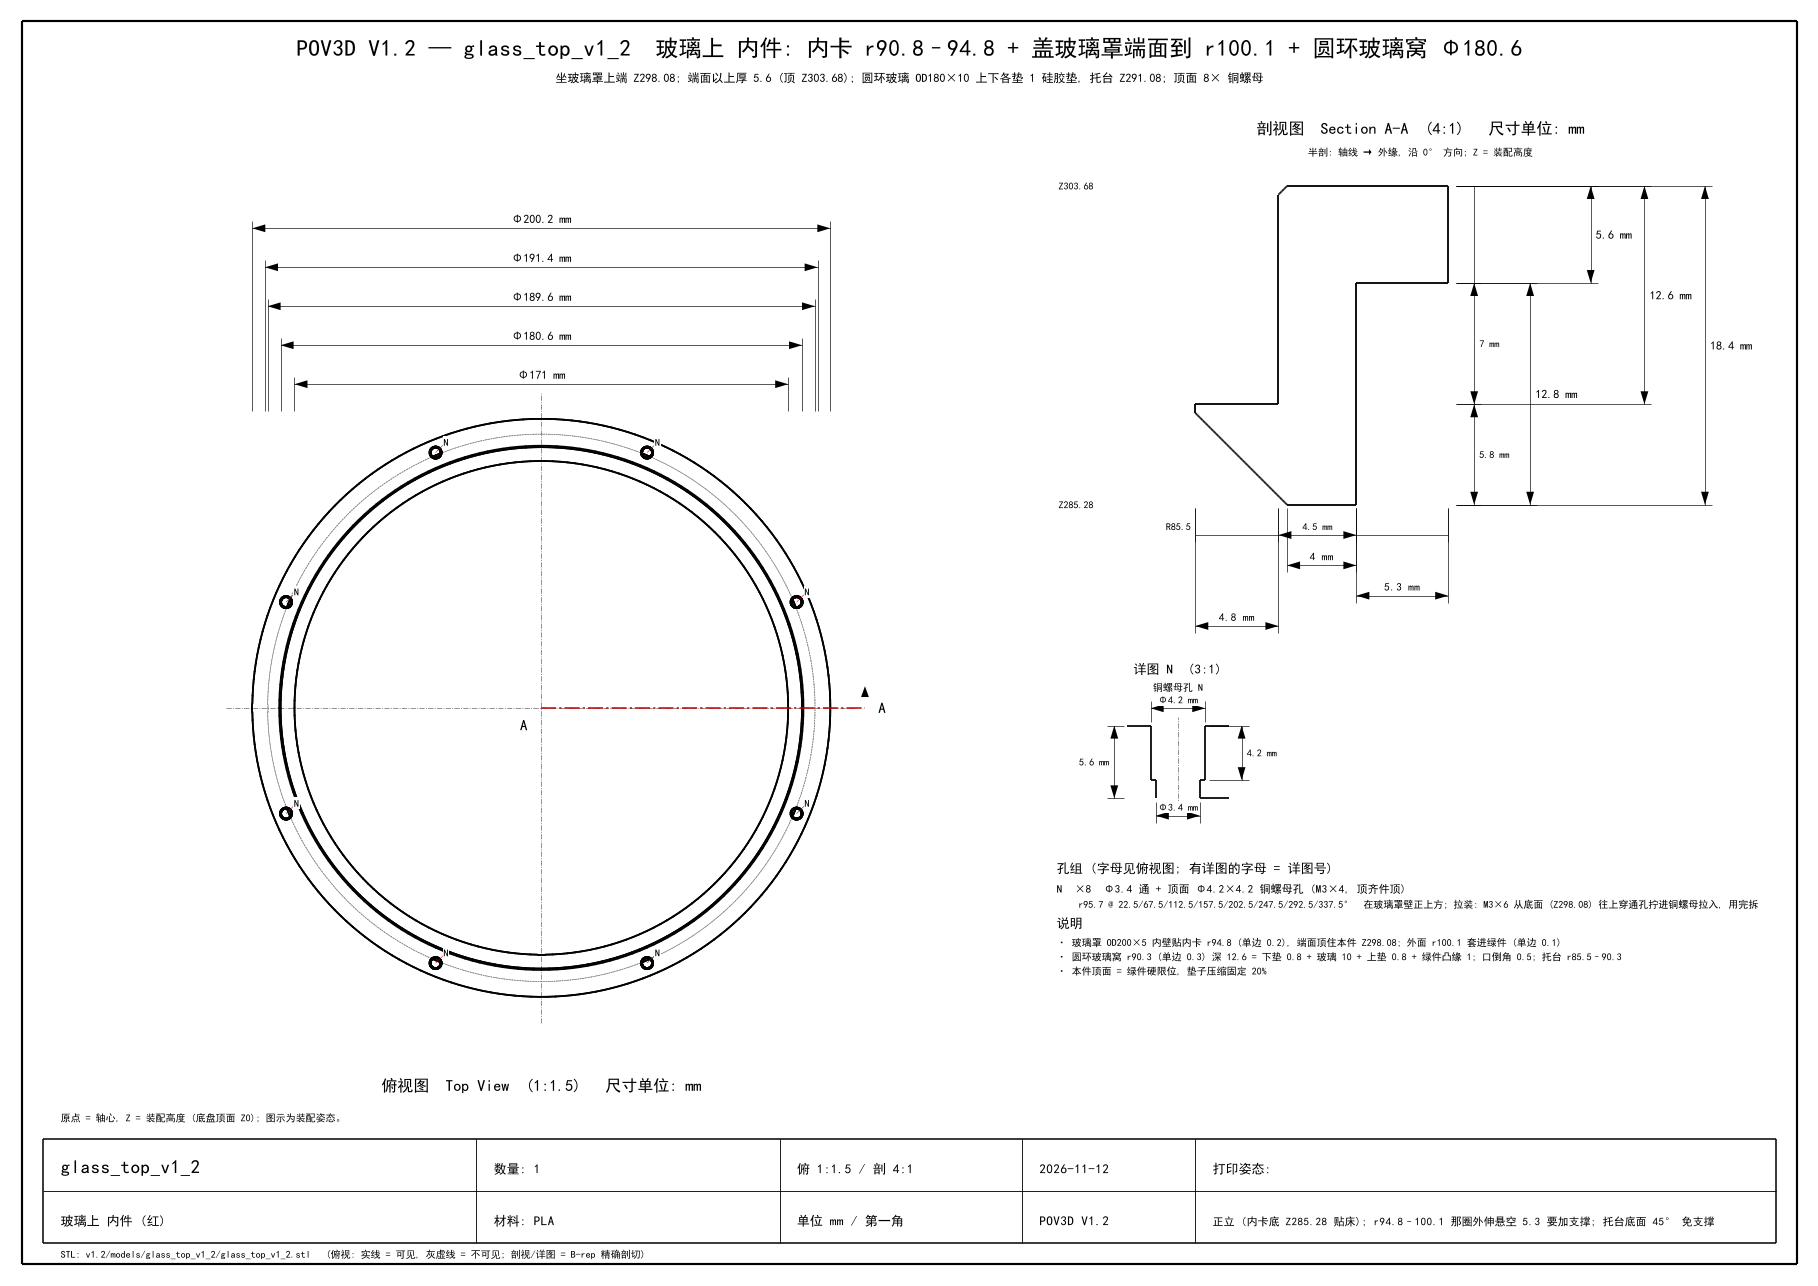 POV3D V1.2 — glass_top_v1_2  玻璃上 内件: 内卡 r90.8–94.8 + 盖玻璃罩端面到 r100.1 + 圆环玻璃窝 Φ180.6
坐玻璃罩上端 Z298.08; 端面以上厚 5.6 (顶 Z303.68); 圆环玻璃 OD180×10 上下各垫 1 硅胶垫, 托台 Z291.08; 顶面 8× 铜螺母
剖视图  Section A-A  (4:1)  尺寸单位: mm
半剖: 轴线 → 外缘, 沿 0° 方向; Z = 装配高度
Z303.68
5.6 mm
12.6 mm
7 mm
18.4 mm
12.8 mm
5.8 mm
Z285.28
R85.5
4.5 mm
4 mm
5.3 mm
4.8 mm
Φ200.2 mm
Φ191.4 mm
Φ189.6 mm
Φ180.6 mm
Φ171 mm
N
N
N
N
A
A
N
N
N
N
详图 N  (3:1)
铜螺母孔 N
Φ4.2 mm
5.6 mm
4.2 mm
Φ3.4 mm
孔组 (字母见俯视图; 有详图的字母 = 详图号)
N  ×8  Φ3.4 通 + 顶面 Φ4.2×4.2 铜螺母孔 (M3×4, 顶齐件顶)
r95.7 @ 22.5/67.5/112.5/157.5/202.5/247.5/292.5/337.5°  在玻璃罩壁正上方; 拉装: M3×6 从底面 (Z298.08) 往上穿通孔拧进铜螺母拉入, 用完拆
说明
· 玻璃罩 OD200×5 内壁贴内卡 r94.8 (单边 0.2), 端面顶住本件 Z298.08; 外面 r100.1 套进绿件 (单边 0.1)
· 圆环玻璃窝 r90.3 (单边 0.3) 深 12.6 = 下垫 0.8 + 玻璃 10 + 上垫 0.8 + 绿件凸缘 1; 口倒角 0.5; 托台 r85.5–90.3
· 本件顶面 = 绿件硬限位, 垫子压缩固定 20%
俯视图  Top View  (1:1.5)  尺寸单位: mm
原点 = 轴心, Z = 装配高度 (底盘顶面 Z0); 图示为装配姿态。
glass_top_v1_2
数量: 1
俯 1:1.5 / 剖 4:1
2026-11-12
打印姿态:
玻璃上 内件 (红)
材料: PLA
单位 mm / 第一角
POV3D V1.2
正立 (内卡底 Z285.28 贴床); r94.8–100.1 那圈外伸悬空 5.3 要加支撑; 托台底面 45° 免支撑
STL: v1.2/models/glass_top_v1_2/glass_top_v1_2.stl  (俯视: 实线 = 可见, 灰虚线 = 不可见; 剖视/详图 = B-rep 精确剖切)